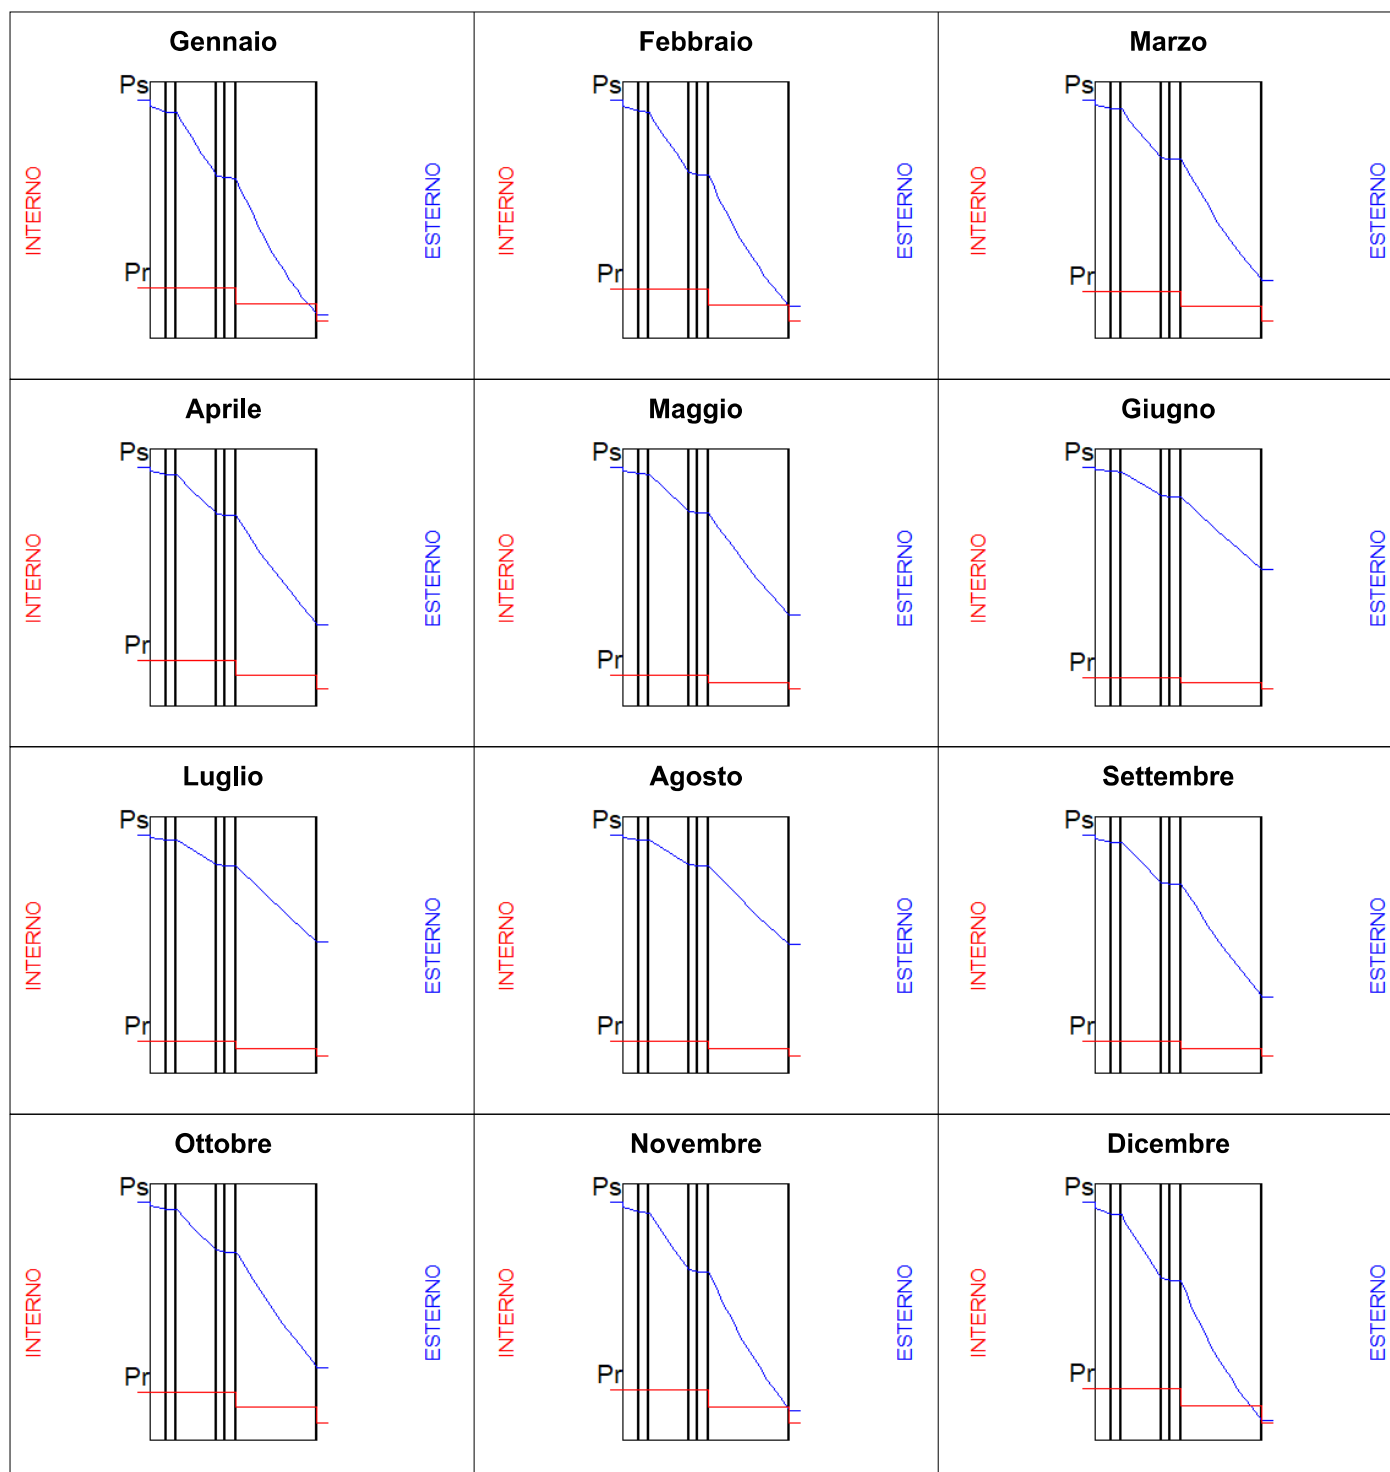 Gennaio
Ps
INTERNO
ESTERNO
Pr
Febbraio
Ps
INTERNO
ESTERNO
Pr
Marzo
Ps
INTERNO
ESTERNO
Pr
Aprile
Ps
INTERNO
ESTERNO
Pr
Maggio
Ps
INTERNO
ESTERNO
Pr
Giugno
Ps
INTERNO
ESTERNO
Pr
Luglio
Ps
INTERNO
ESTERNO
Pr
Agosto
Ps
INTERNO
ESTERNO
Pr
Settembre
Ps
INTERNO
ESTERNO
Pr
Ottobre
Ps
INTERNO
ESTERNO
Pr
Novembre
Ps
INTERNO
ESTERNO
Pr
Dicembre
Ps
INTERNO
ESTERNO
Pr